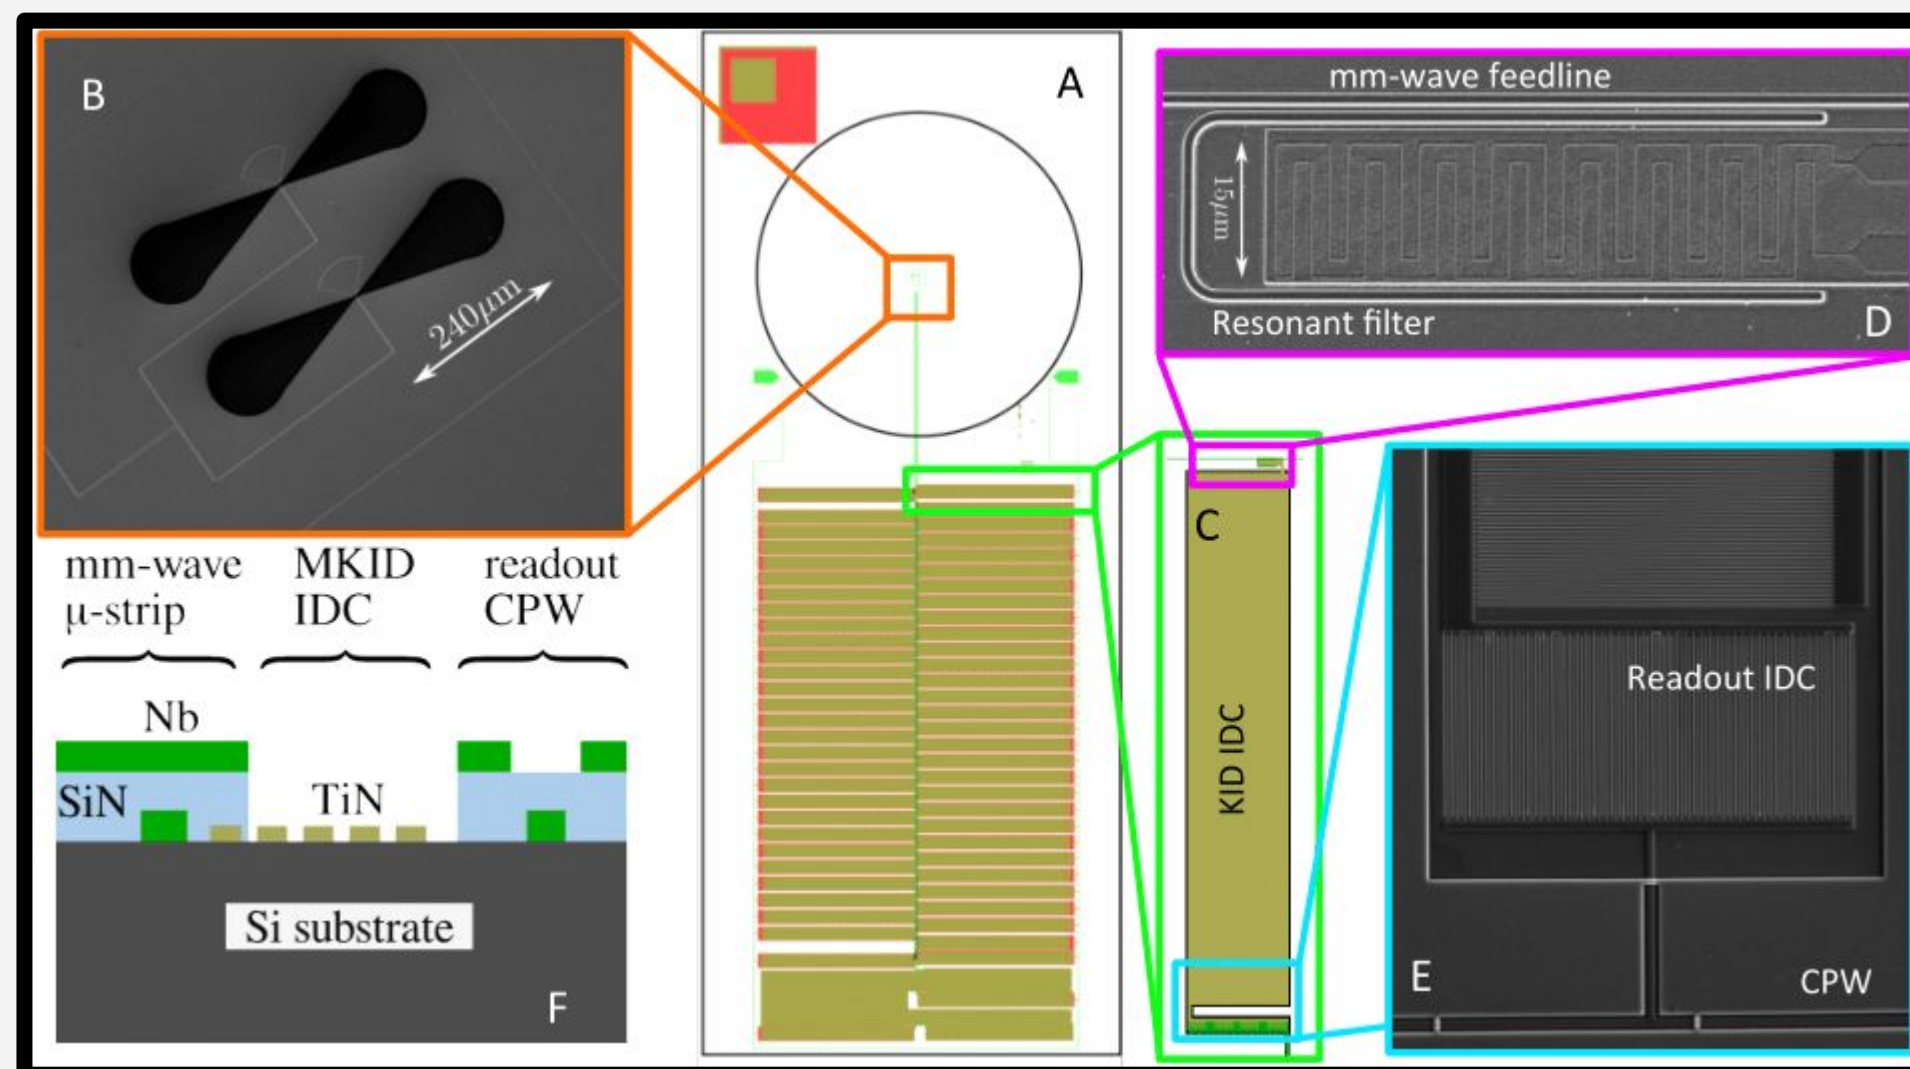 B
240μm
A
mm-wave feedline
15μm
Resonant filter
D
mm-wave
μ-strip
MKID
IDC
readout
CPW
Nb
SiN
TiN
Si substrate
F
C
KID IDC
Readout IDC
E
CPW